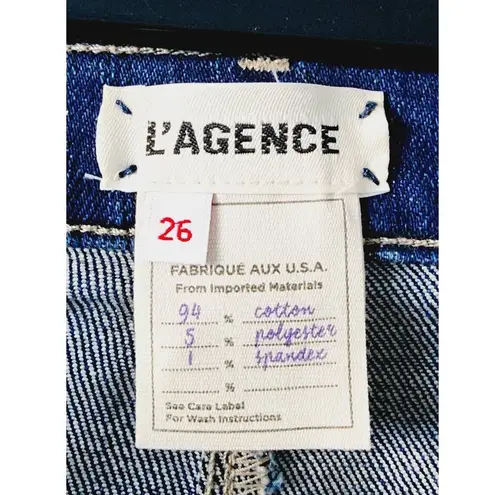 L'AGENCE
26
FABRIQUÉ AUX U.S.A.
From Imported Materials
94 % cotton
5 % polyester
1 % spandex
%
See Care Label
For Wash Instructions